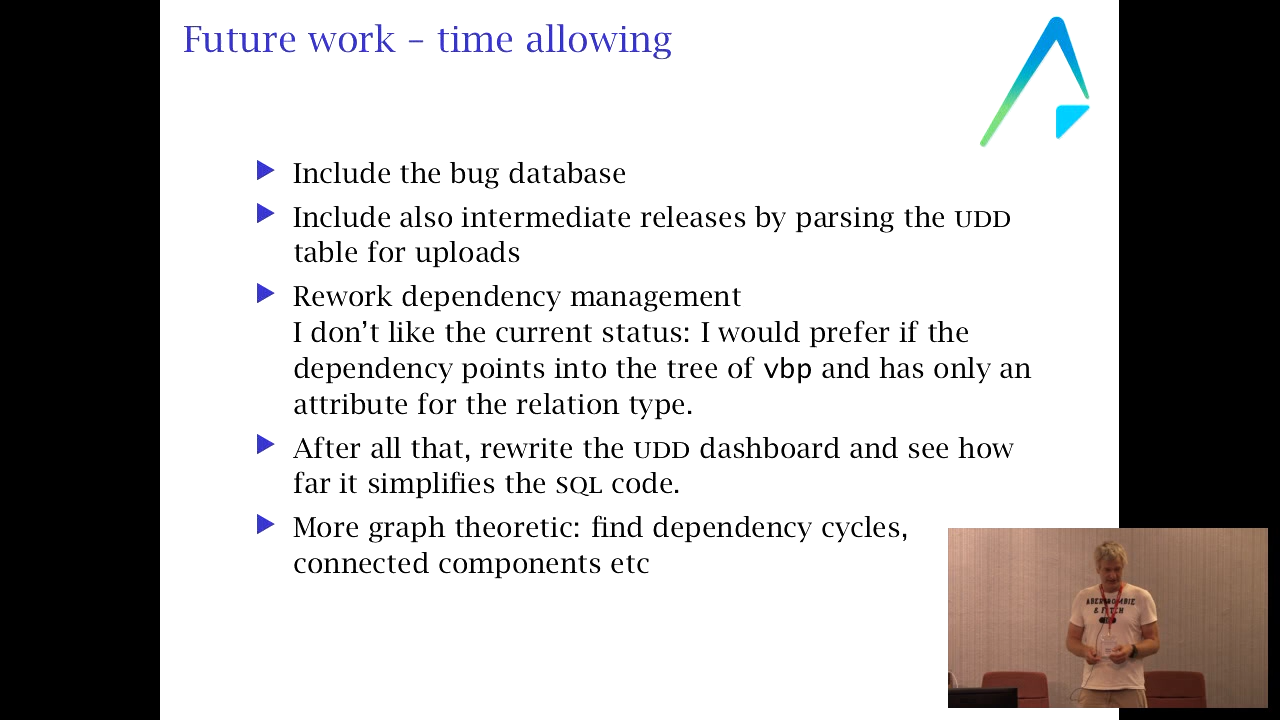 Future work – time allowing
Include the bug database
Include also intermediate releases by parsing the UDD
table for uploads
Rework dependency management
I don’t like the current status: I would prefer if the
dependency points into the tree of vbp and has only an
attribute for the relation type.
After all that, rewrite the UDD dashboard and see how
far it simplifies the SQL code.
More graph theoretic: find dependency cycles,
connected components etc
ABERCROMBIE
& FITCH